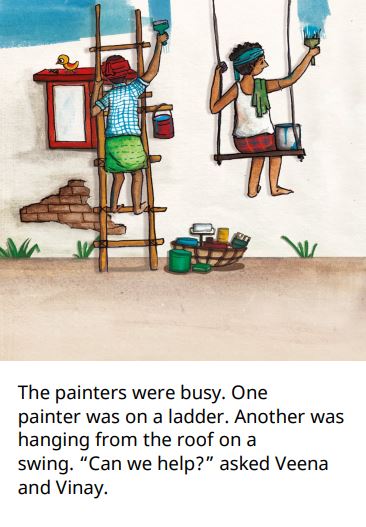 The painters were busy. One
painter was on a ladder. Another was
hanging from the roof on a
swing. “Can we help?” asked Veena
and Vinay.